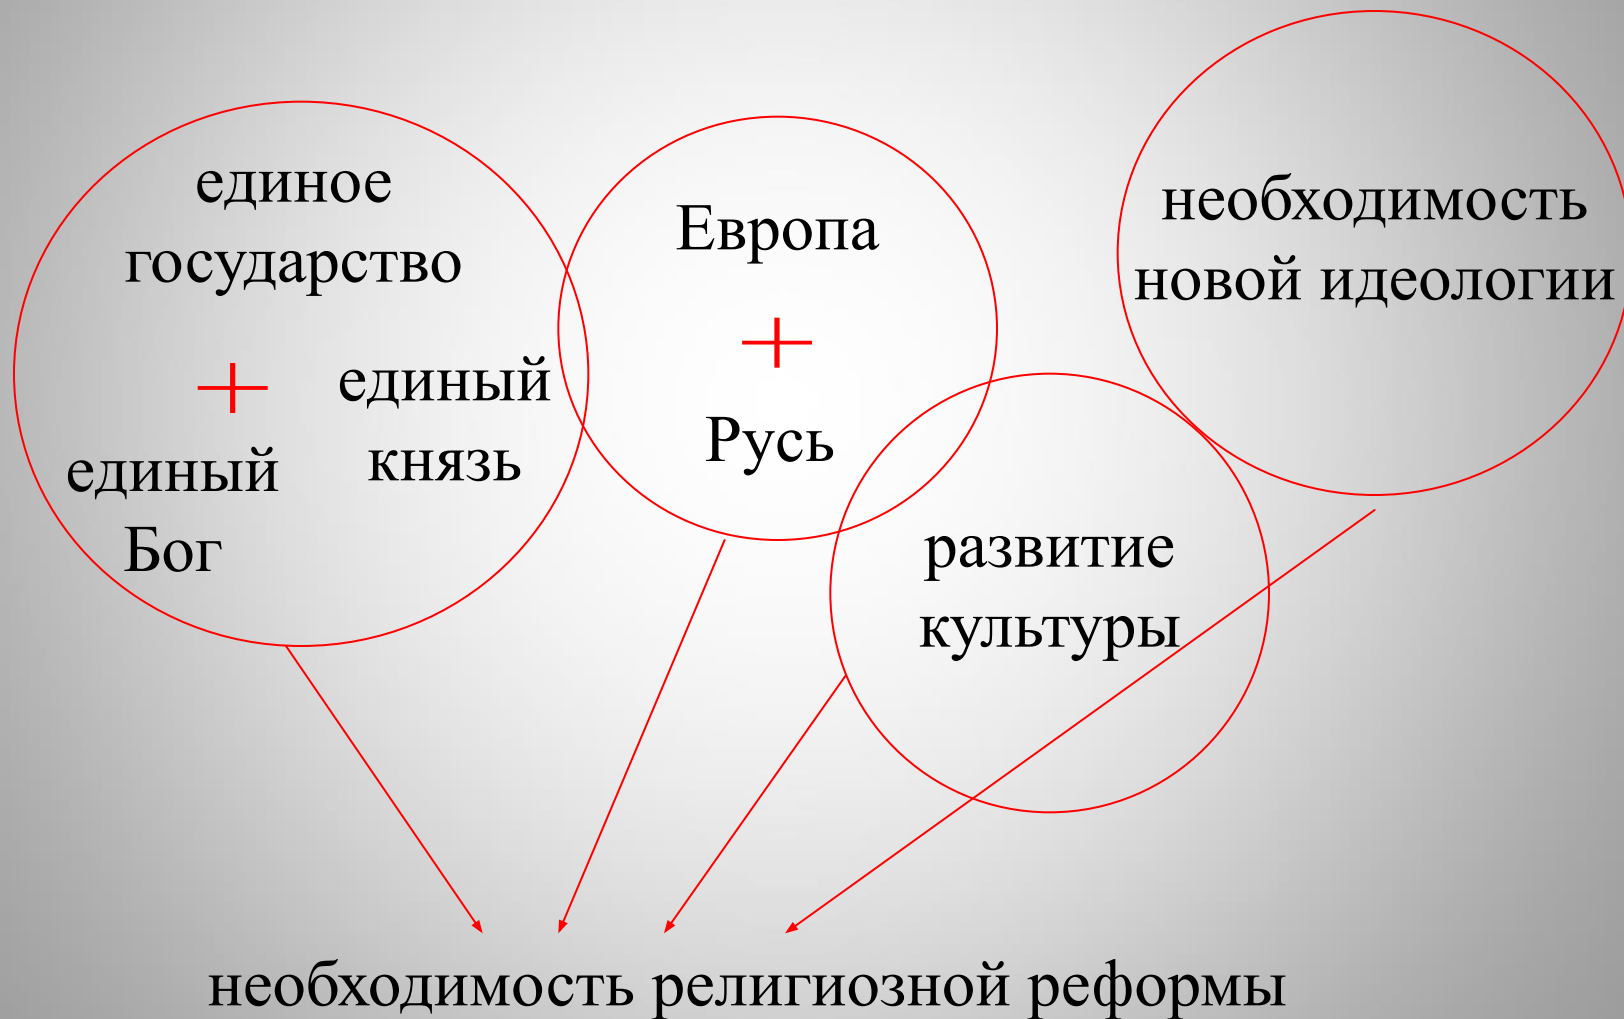 единое
государство
+
единый
князь
единый
Бог
Европа
+
Русь
необходимость
новой идеологии
развитие
культуры
необходимость религиозной реформы